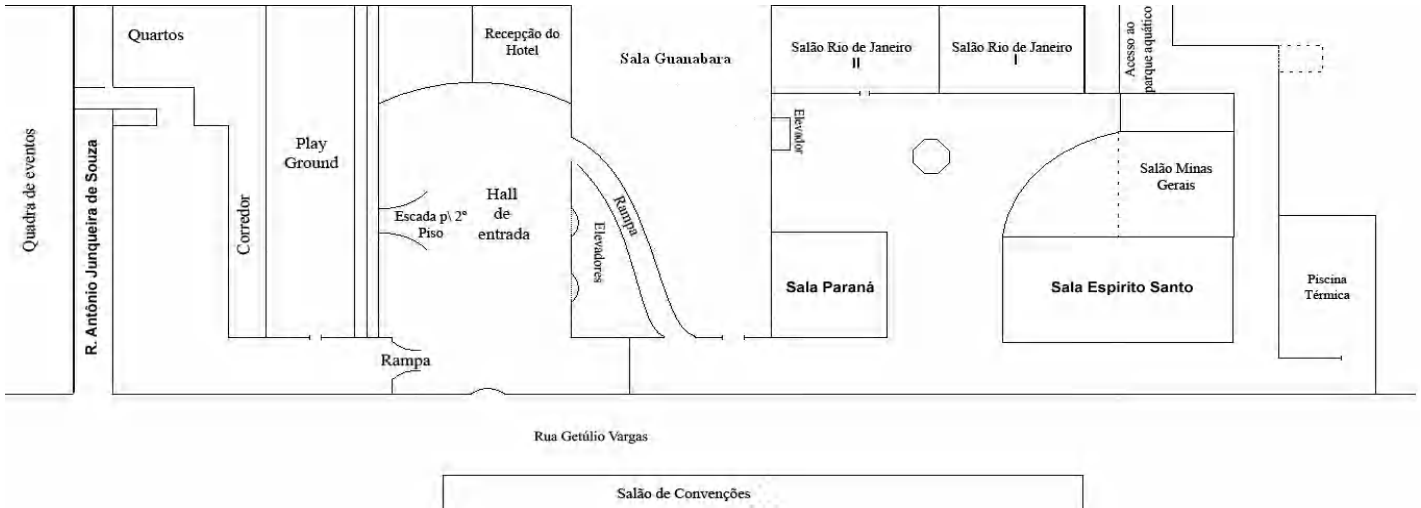 Quartos
Recepção do
Hotel
Sala Guanabara
Salão Rio de Janeiro
II
Salão Rio de Janeiro
I
Acesso ao
parque aquático
Quadra de eventos
R. Antônio Junqueira de Souza
Corredor
Play
Ground
Escada p\ 2º
Piso
Hall
de
entrada
Elevadores
Rampa
Elevador
Salão Minas
Gerais
Sala Paraná
Sala Espirito Santo
Piscina
Térmica
Rampa
Rua Getúlio Vargas
Salão de Convenções